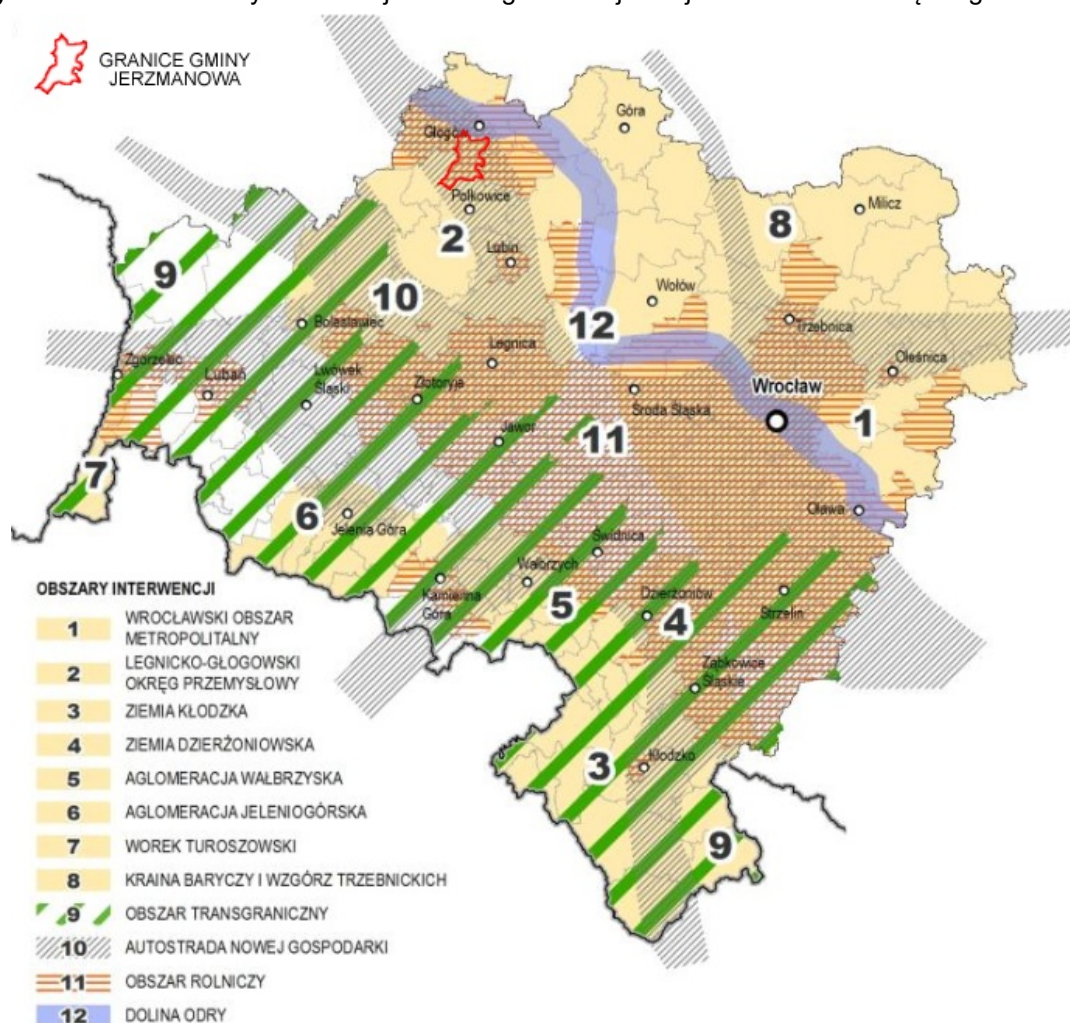 GRANICE GMINY
JERZMANOWA
Góra
Głogó
Milicz
Polkowice
8
2
Lubin
9
Wołów
10
Bolesławiec
12
Trzebnica
Legnica
Oleśnica
Zgorzelec
Lubań
Lwówek
Śląski
Złotoryje
Środa Śląska
Wrocław
1
11
Jawor
7
6
Jelenia Góra
Oława
Świdnica
Wałbrzych
Kamienna
Góra
5
Dzierżoniów
4
Strzelin
Ząbkowice
Śląskie
3
Kłodzko
9
OBSZARY INTERWENCJI
1 WROCŁAWSKI OBSZAR
METROPOLITALNY
2 LEGNICKO-GŁOGOWSKI
OKRĘG PRZEMYSŁOWY
3 ZIEMIA KŁODZKA
4 ZIEMIA DZIERŻONIOWSKA
5 AGLOMERACJA WAŁBRZYSKA
6 AGLOMERACJA JELENIOGÓRSKA
7 WOREK TUROSZOWSKI
8 KRAINA BARYCZY I WZGÓRZ TRZEBNICKICH
9 OBSZAR TRANSGRANICZNY
10 AUTOSTRADA NOWEJ GOSPODARKI
11 OBSZAR ROLNICZY
12 DOLINA ODRY